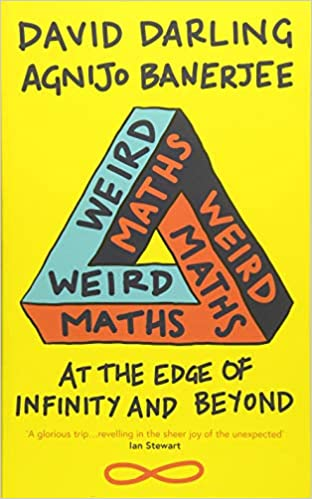 DAVID DARLING
AGNIJO BANERJEE
WEIRD
MATHS
WEIRD
MATHS
WEIRD
MATHS
AT THE EDGE OF
INFINITY AND BEYOND
'A glorious trip...revelling in the sheer joy of the unexpected'
Ian Stewart